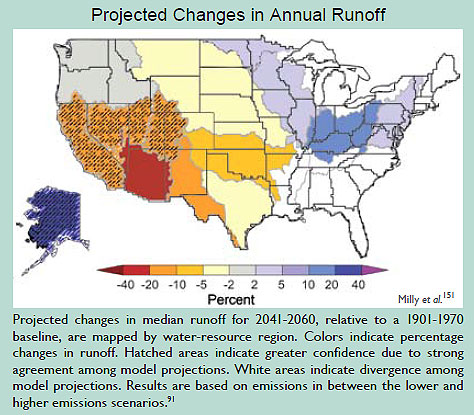 Projected Changes in Annual Runoff
-40 -20 -10 -5 -2 2 5 10 20 40
Percent
Milly et al.151
Projected changes in median runoff for 2041-2060, relative to a 1901-1970
baseline, are mapped by water-resource region. Colors indicate percentage
changes in runoff. Hatched areas indicate greater confidence due to strong
agreement among model projections. White areas indicate divergence among
model projections. Results are based on emissions in between the lower and
higher emissions scenarios.91